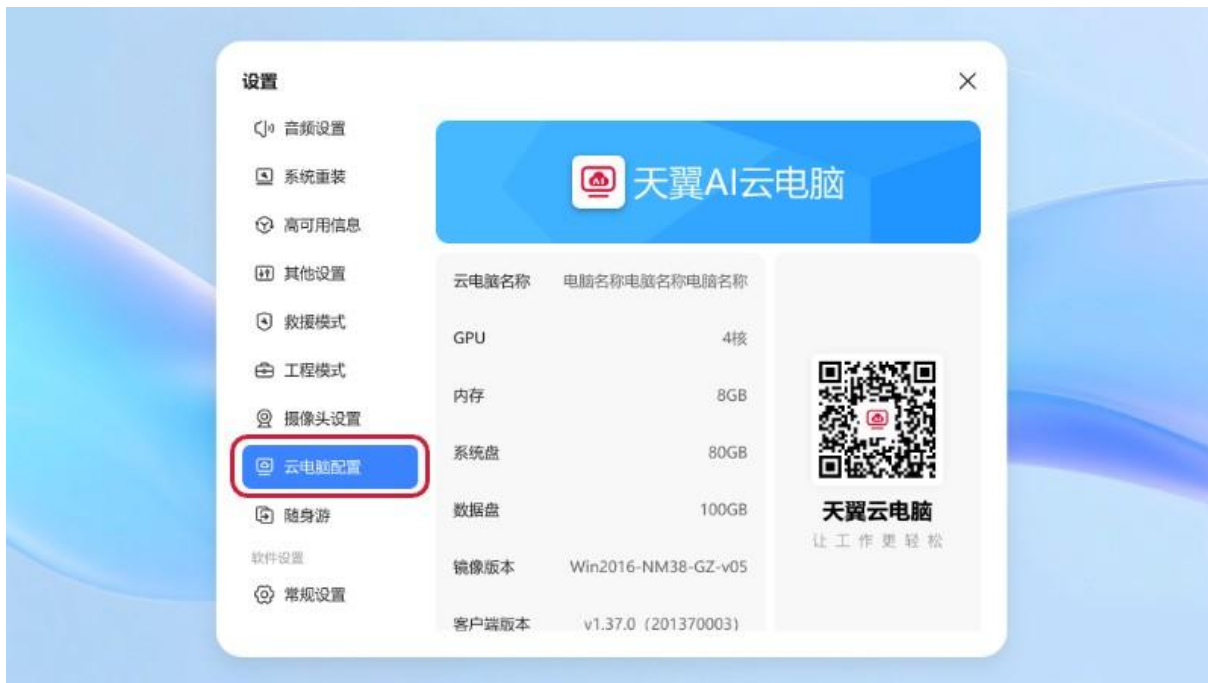 设置
音频设置
系统重装
高可用信息
其他设置
救援模式
工程模式
摄像头设置
云电脑配置
随身游
软件设置
常规设置
AI
天翼AI云电脑
云电脑名称 电脑名称电脑名称电脑名称
GPU 4核
内存 8GB
系统盘 80GB
数据盘 100GB
镜像版本 Win2016-NM38-GZ-v05
客户端版本 v1.37.0 (201370003)
天翼云电脑
让工作更轻松